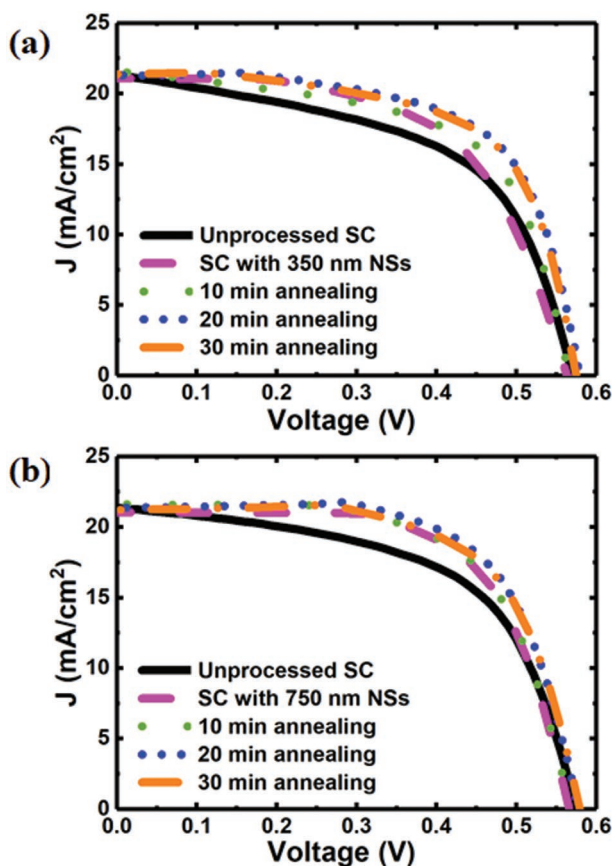 (a)
25
20
15
10
5
0
J (mA/cm²)
Unprocessed SC
SC with 350 nm NSs
10 min annealing
20 min annealing
30 min annealing
0.0 0.1 0.2 0.3 0.4 0.5 0.6
Voltage (V)
(b)
25
20
15
10
5
0
J (mA/cm²)
Unprocessed SC
SC with 750 nm NSs
10 min annealing
20 min annealing
30 min annealing
0.0 0.1 0.2 0.3 0.4 0.5 0.6
Voltage (V)